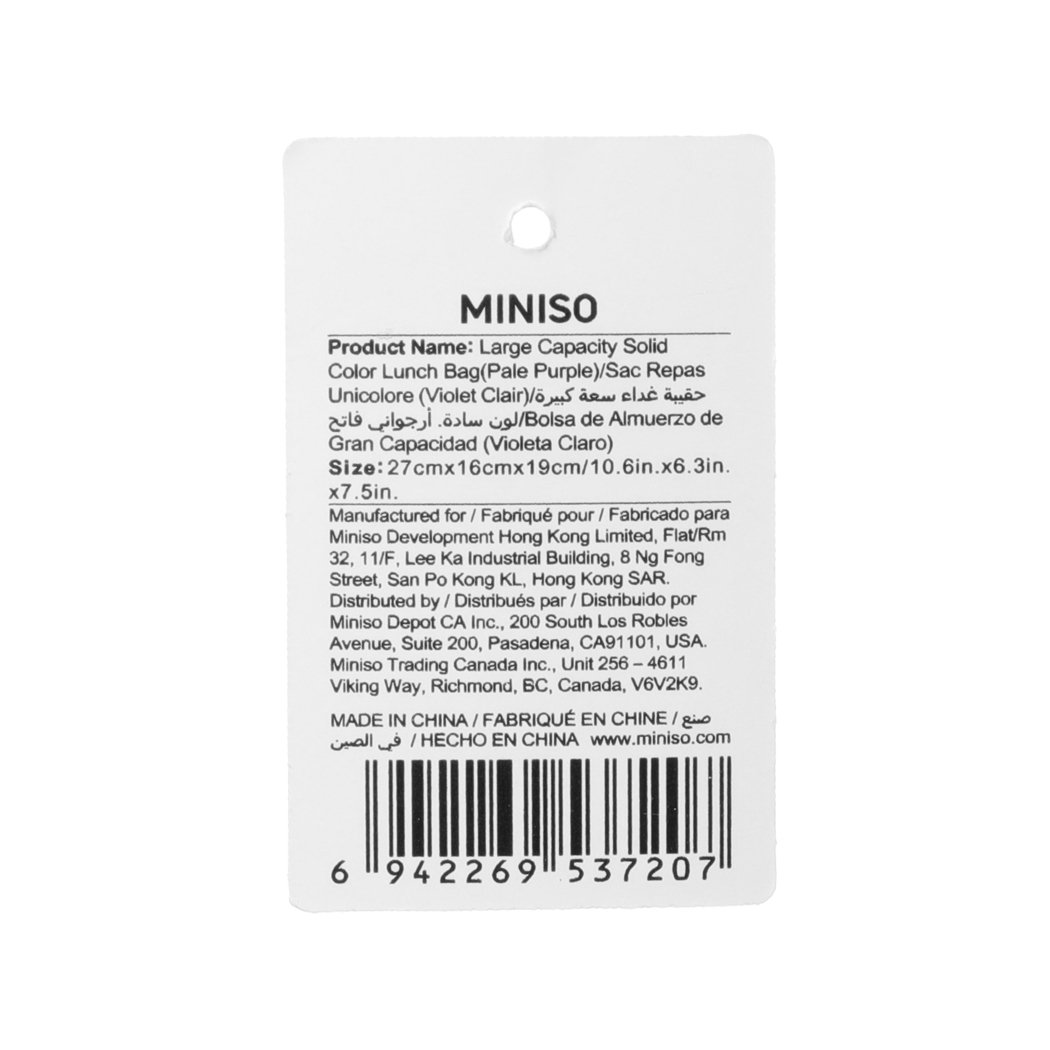 MINISO
Product Name: Large Capacity Solid
Color Lunch Bag(Pale Purple)/Sac Repas
Unicolore (Violet Clair)/حقيبة غداء سعة كبيرة
لون سادة. أرجواني فاتح/Bolsa de Almuerzo de
Gran Capacidad (Violeta Claro)
Size: 27cmx16cmx19cm/10.6in.x6.3in.
x7.5in.
Manufactured for / Fabriqué pour / Fabricado para
Miniso Development Hong Kong Limited, Flat/Rm
32, 11/F, Lee Ka Industrial Building, 8 Ng Fong
Street, San Po Kong KL, Hong Kong SAR.
Distributed by / Distribués par / Distribuido por
Miniso Depot CA Inc., 200 South Los Robles
Avenue, Suite 200, Pasadena, CA91101, USA.
Miniso Trading Canada Inc., Unit 256 – 4611
Viking Way, Richmond, BC, Canada, V6V2K9.
MADE IN CHINA / FABRIQUÉ EN CHINE / صنع
في الصين / HECHO EN CHINA www.miniso.com
6 942269 537207